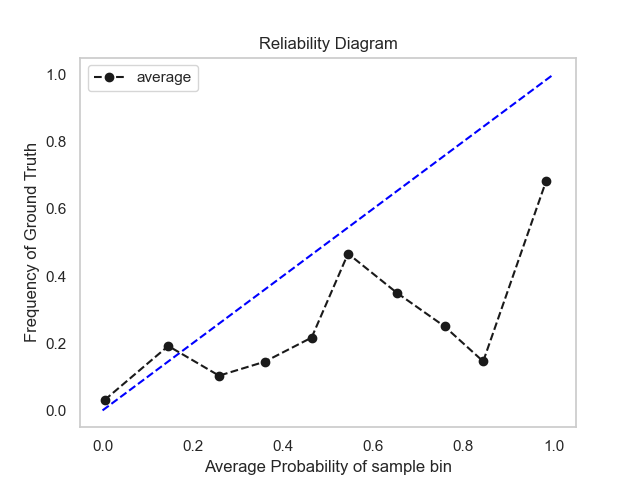 Reliability Diagram
average
Frequency of Ground Truth
1.0
0.8
0.6
0.4
0.2
0.0
0.0 0.2 0.4 0.6 0.8 1.0
Average Probability of sample bin